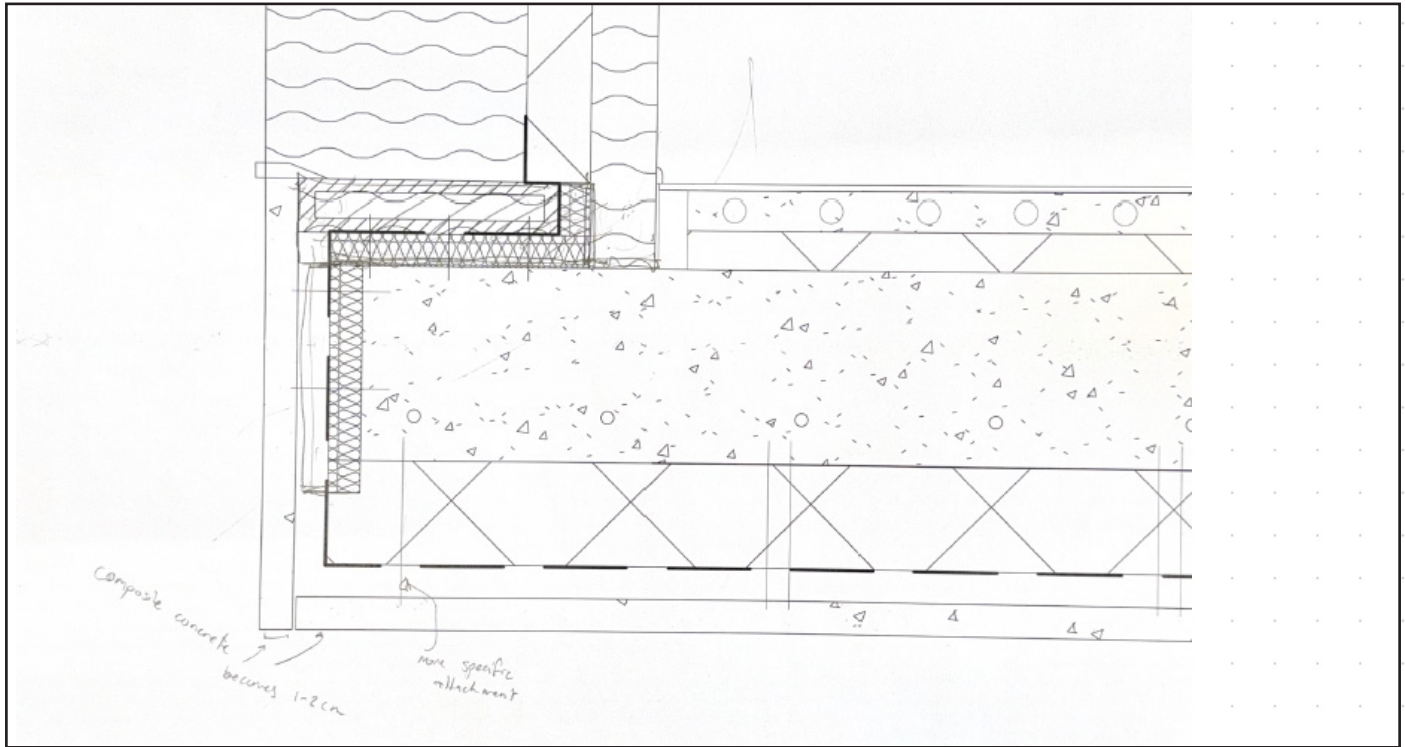 Composite concrete
becomes 1-2cm
more specific
attachment